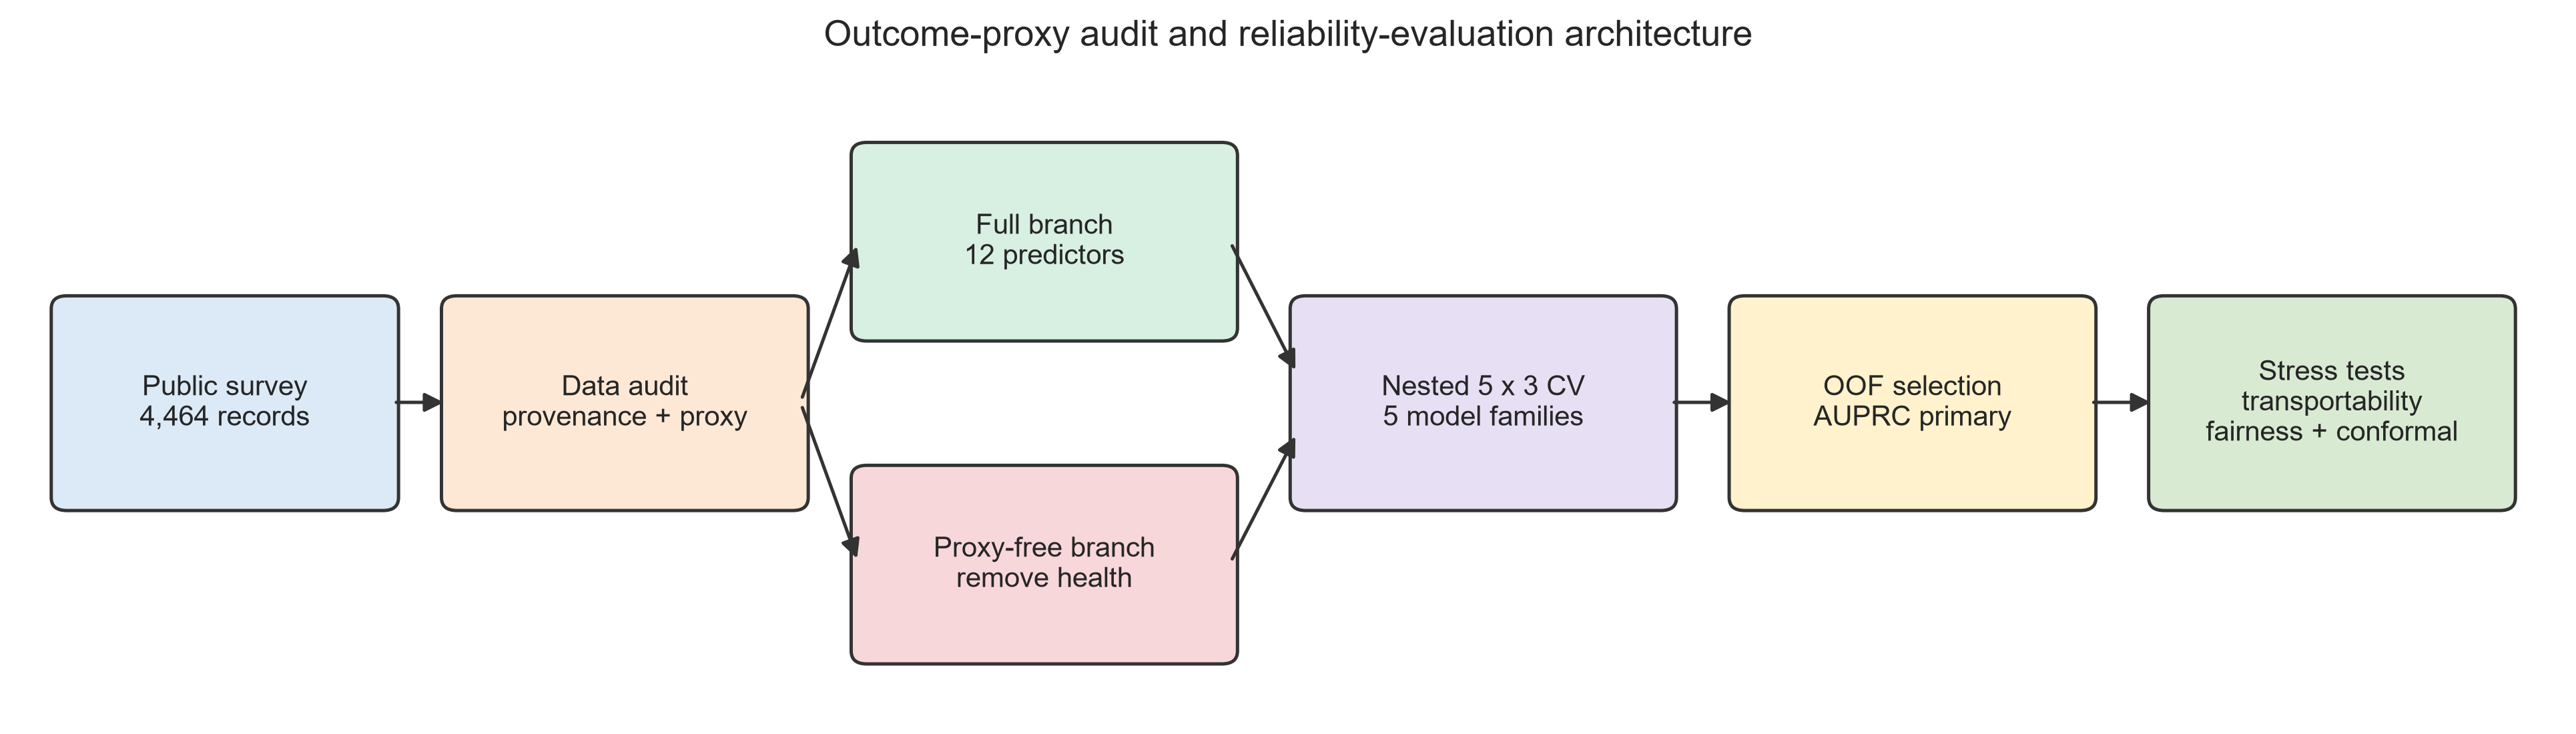 Outcome-proxy audit and reliability-evaluation architecture
Public survey
4,464 records
Data audit
provenance + proxy
Full branch
12 predictors
Proxy-free branch
remove health
Nested 5 x 3 CV
5 model families
OOF selection
AUPRC primary
Stress tests
transportability
fairness + conformal